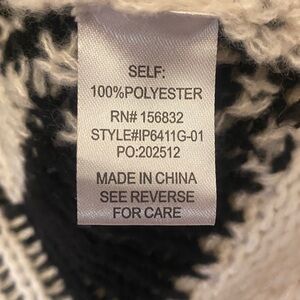 SELF:
100%POLYESTER
RN# 156832
STYLE#IP6411G-01
PO:202512
MADE IN CHINA
SEE REVERSE
FOR CARE